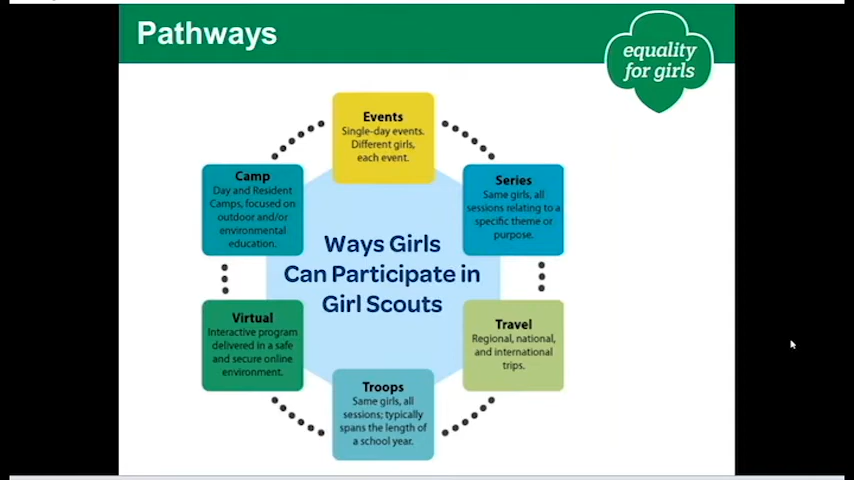 Pathways
equality
for girls
Events
Single-day events.
Different girls,
each event.
Camp
Day and Resident
Camps, focused on
outdoor and/or
environmental
education.
Series
Same girls, all
sessions relating to a
specific theme or
purpose.
Ways Girls
Can Participate in
Girl Scouts
Virtual
Interactive program
delivered in a safe
and secure online
environment.
Travel
Regional, national,
and international
trips.
Troops
Same girls, all
sessions; typically
spans the length of
a school year.